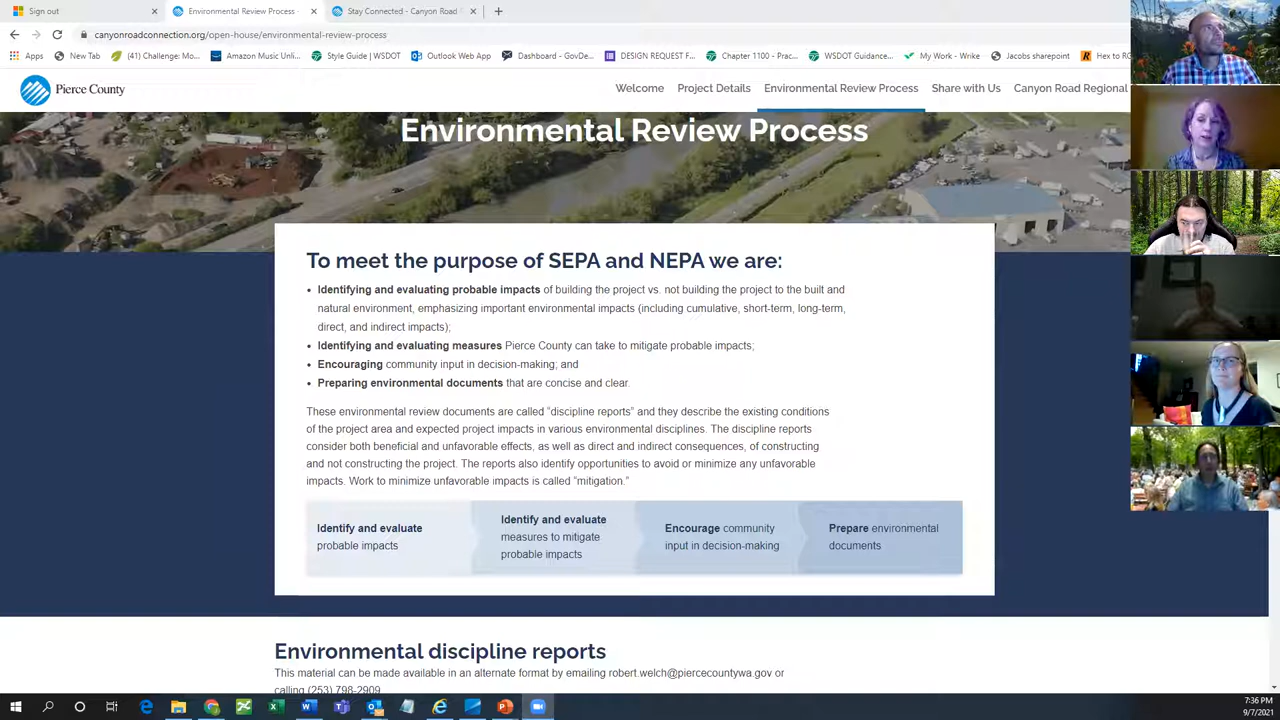 Sign out
Environmental Review Process -
Stay Connected - Canyon Road
canyonroadconnection.org/open-house/environmental-review-process
Apps
New Tab
(41) Challenge: Mo...
Amazon Music Unli...
Style Guide | WSDOT
Outlook Web App
Dashboard - GovDe...
DESIGN REQUEST F...
Chapter 1100 - Prac...
WSDOT Guidance...
My Work - Wrike
Jacobs sharepoint
Hex to RG
Pierce County
Welcome
Project Details
Environmental Review Process
Share with Us
Canyon Road Regional
Environmental Review Process
To meet the purpose of SEPA and NEPA we are:
• Identifying and evaluating probable impacts of building the project vs. not building the project to the built and
natural environment, emphasizing important environmental impacts (including cumulative, short-term, long-term,
direct, and indirect impacts);
• Identifying and evaluating measures Pierce County can take to mitigate probable impacts;
• Encouraging community input in decision-making; and
• Preparing environmental documents that are concise and clear.
These environmental review documents are called “discipline reports” and they describe the existing conditions
of the project area and expected project impacts in various environmental disciplines. The discipline reports
consider both beneficial and unfavorable effects, as well as direct and indirect consequences, of constructing
and not constructing the project. The reports also identify opportunities to avoid or minimize any unfavorable
impacts. Work to minimize unfavorable impacts is called “mitigation.”
Identify and evaluate
probable impacts
Identify and evaluate
measures to mitigate
probable impacts
Encourage community
input in decision-making
Prepare environmental
documents
Environmental discipline reports
This material can be made available in an alternate format by emailing robert.welch@piercecountywa.gov or
calling (253) 798-2909
7:36 PM
9/7/2021